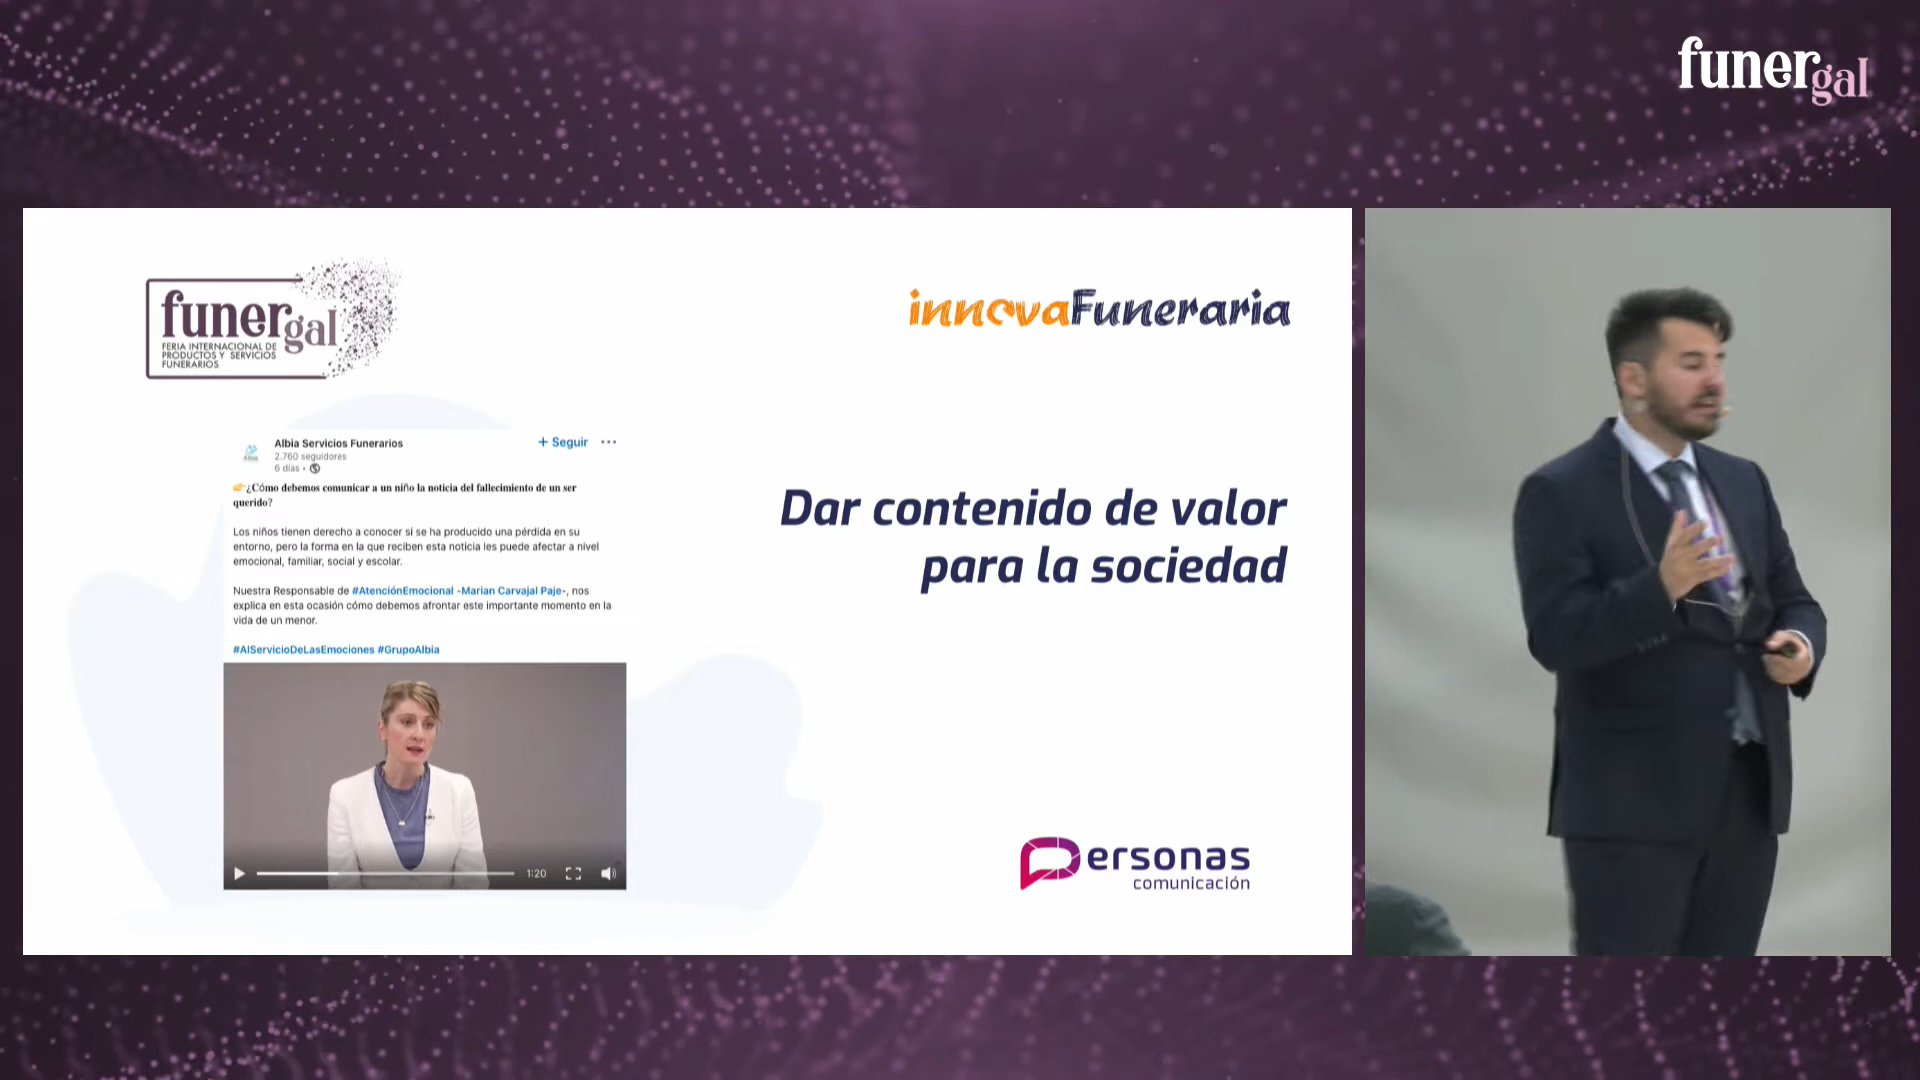 funergal
funergal
FERIA INTERNACIONAL DE
PRODUCTOS Y SERVICIOS
FUNERARIOS
innovaFuneraria
Albia Servicios Funerarios
+ Seguir ···
2.760 seguidores
6 días •
👉¿Cómo debemos comunicar a un niño la noticia del fallecimiento de un ser
querido?
Los niños tienen derecho a conocer si se ha producido una pérdida en su
entorno, pero la forma en la que reciben esta noticia les puede afectar a nivel
emocional, familiar, social y escolar.
Nuestra Responsable de #AtenciónEmocional -Marian Carvajal Paje-, nos
explica en esta ocasión cómo debemos afrontar este importante momento en la
vida de un menor.
#AlServicioDeLasEmociones #GrupoAlbia
1:20
Dar contenido de valor
para la sociedad
Personas
comunicación